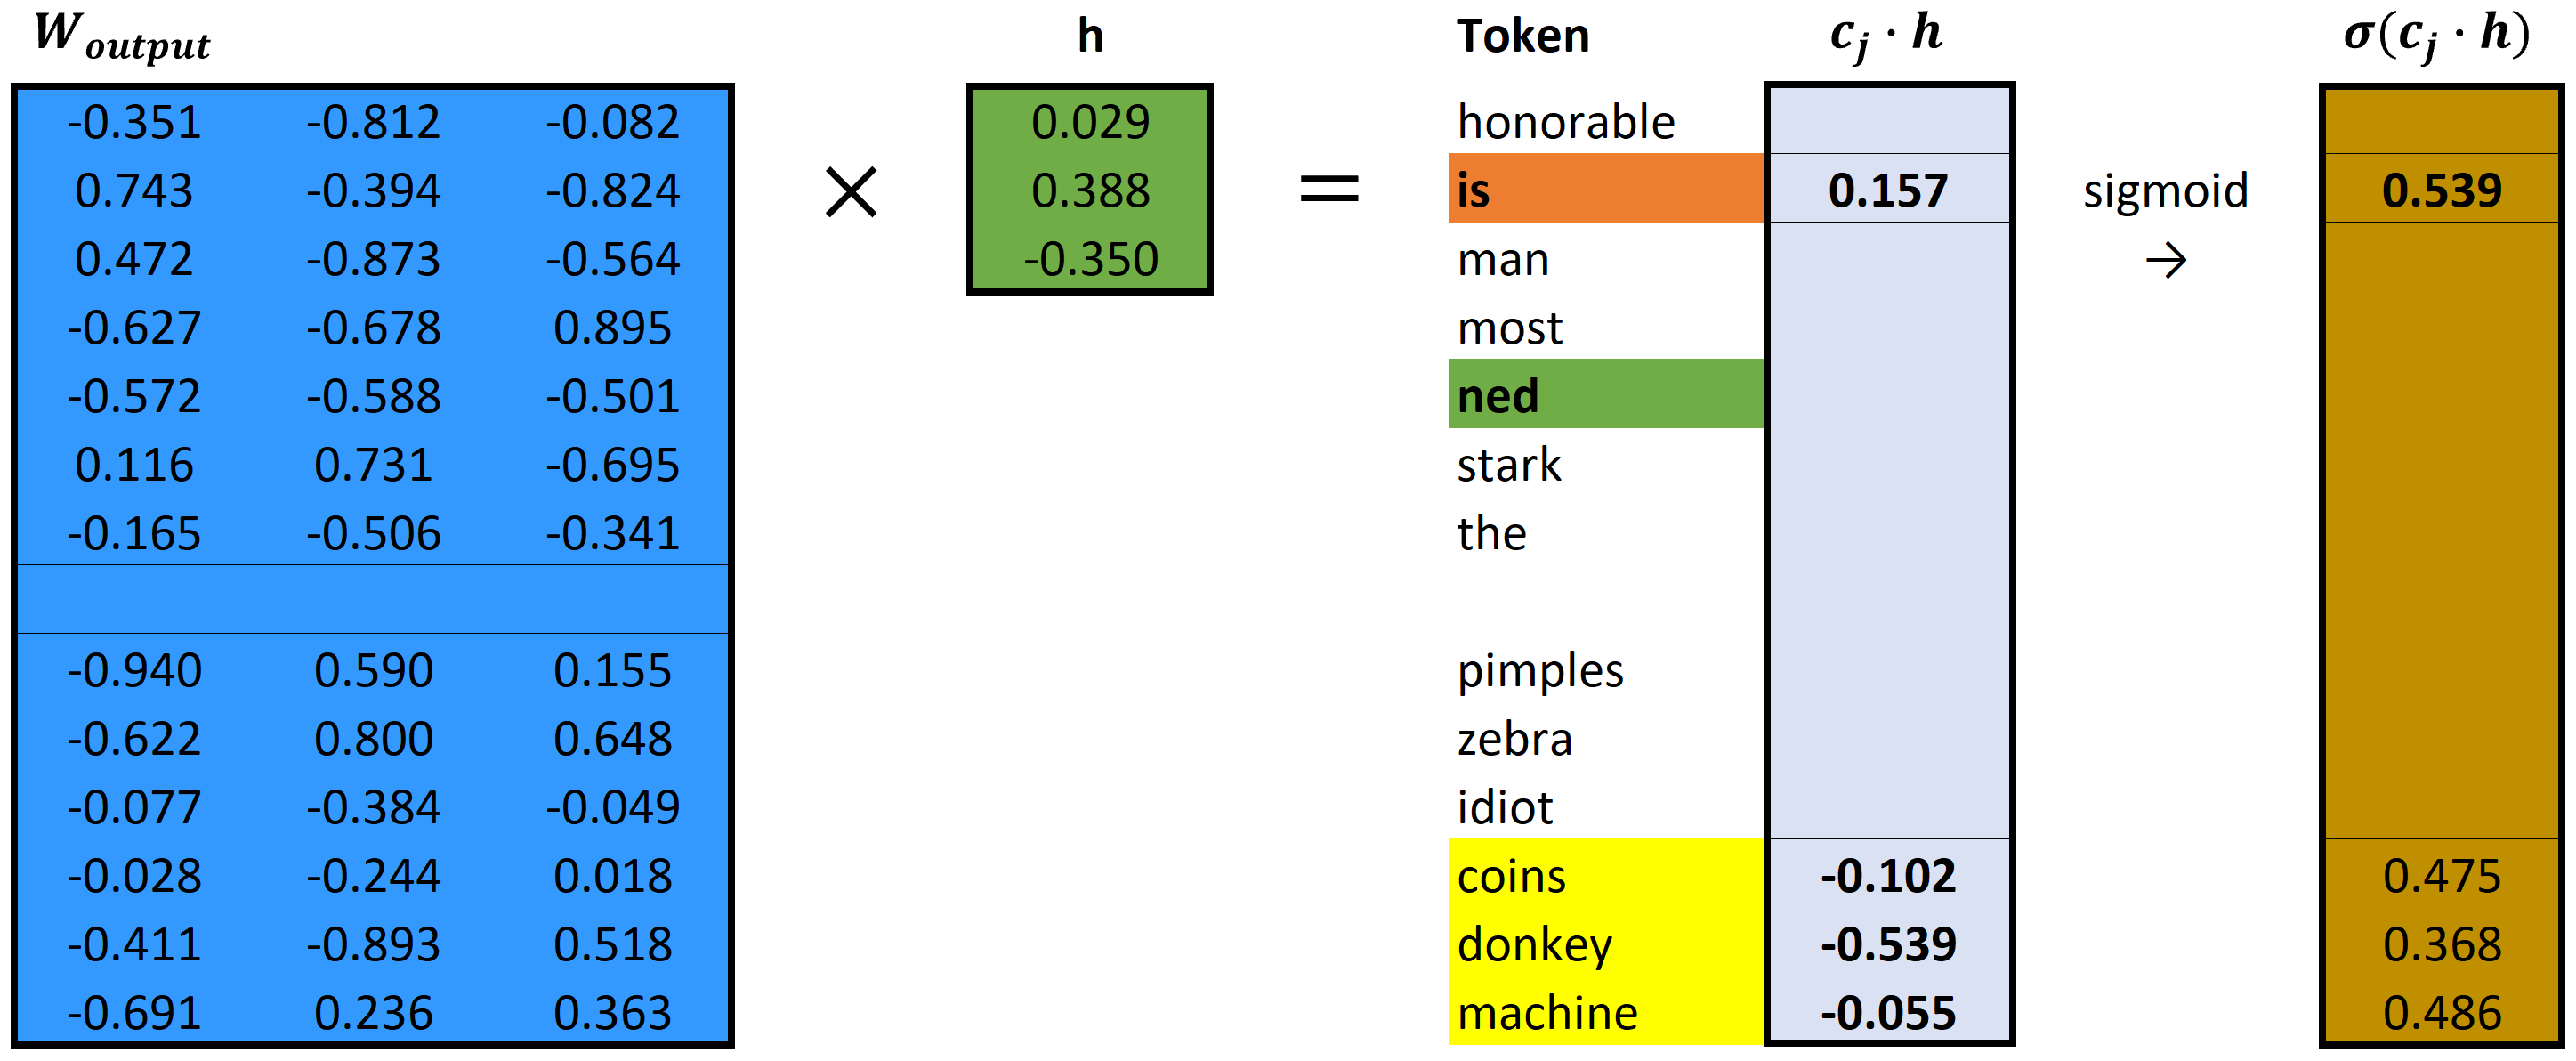 W_output h Token c_j · h σ(c_j · h)
-0.351 -0.812 -0.082 0.029 honorable
0.743 -0.394 -0.824 × 0.388 = is 0.157 sigmoid 0.539
0.472 -0.873 -0.564 -0.350 man →
-0.627 -0.678 0.895 most
-0.572 -0.588 -0.501 ned
0.116 0.731 -0.695 stark
-0.165 -0.506 -0.341 the
-0.940 0.590 0.155 pimples
-0.622 0.800 0.648 zebra
-0.077 -0.384 -0.049 idiot
-0.028 -0.244 0.018 coins -0.102 0.475
-0.411 -0.893 0.518 donkey -0.539 0.368
-0.691 0.236 0.363 machine -0.055 0.486